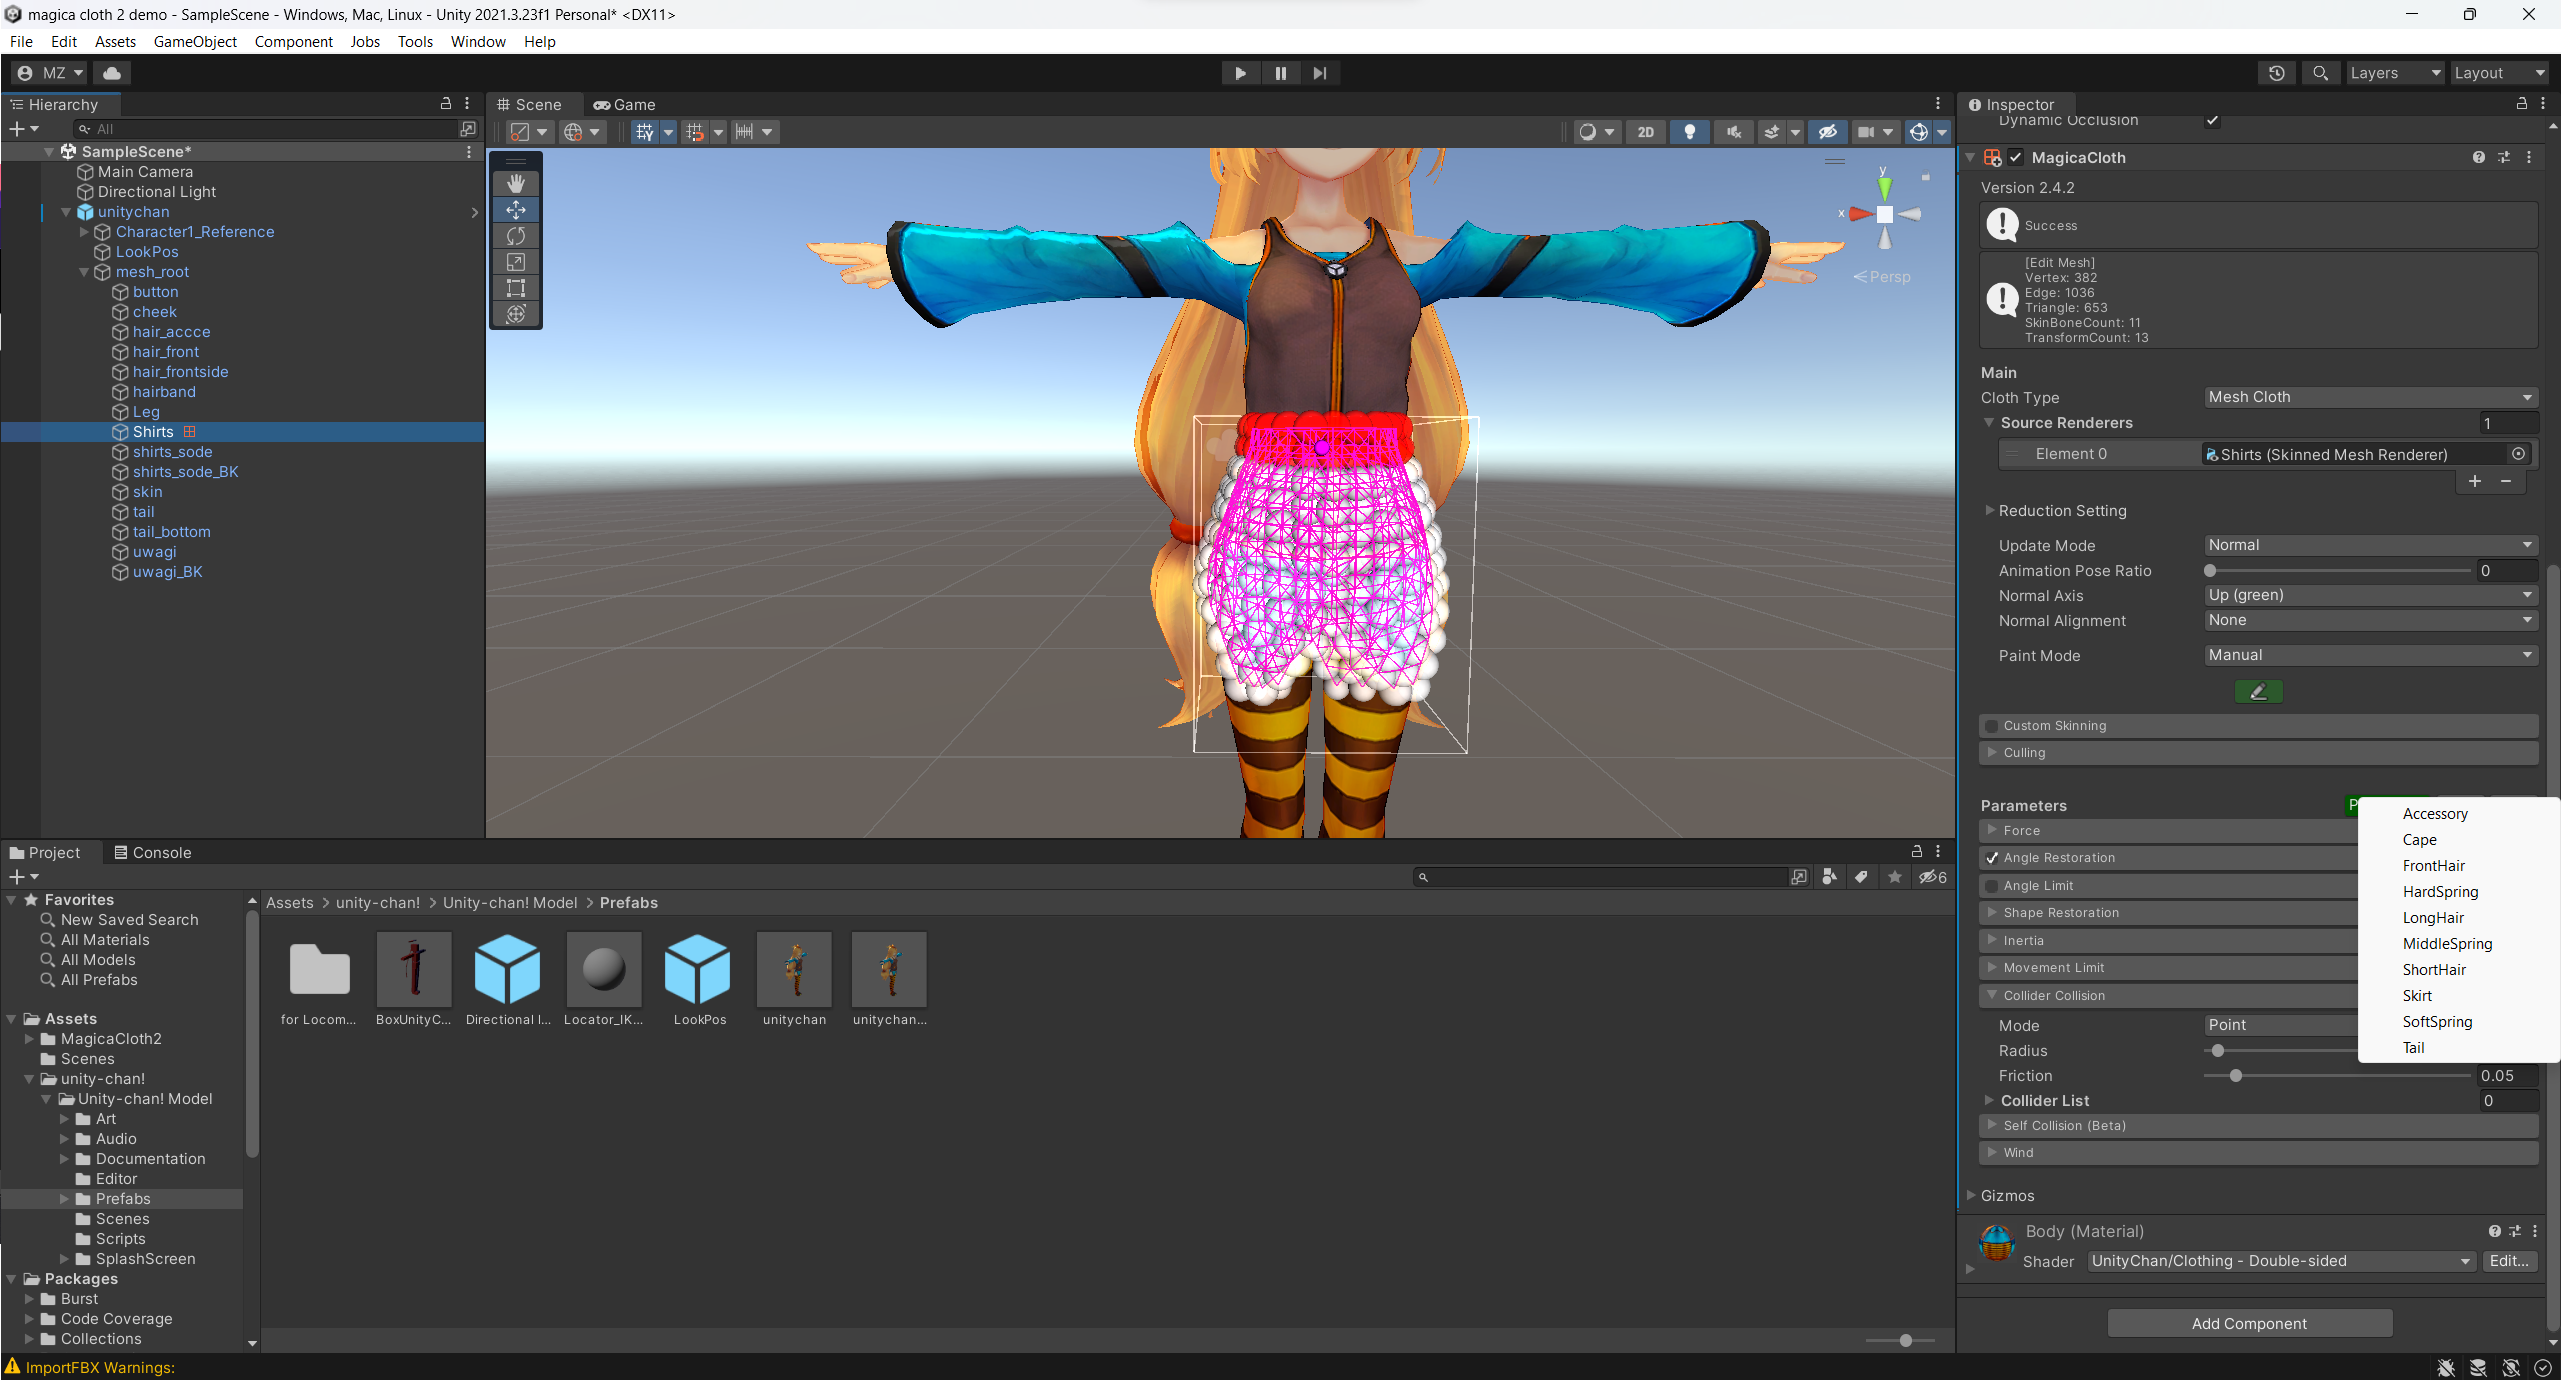 magica cloth 2 demo - SampleScene - Windows, Mac, Linux - Unity 2021.3.23f1 Personal* <DX11>
File Edit Assets GameObject Component Jobs Tools Window Help
MZ
Layers Layout
Hierarchy
All
SampleScene*
Main Camera
Directional Light
unitychan
Character1_Reference
LookPos
mesh_root
button
cheek
hair_accce
hair_front
hair_frontside
hairband
Leg
Shirts
shirts_sode
shirts_sode_BK
skin
tail
tail_bottom
uwagi
uwagi_BK
Scene Game
2D
y
x
Persp
Inspector
Dynamic Occlusion
MagicaCloth
Version 2.4.2
Success
[Edit Mesh]
Vertex: 382
Edge: 1036
Triangle: 653
SkinBoneCount: 11
TransformCount: 13
Main
Cloth Type Mesh Cloth
Source Renderers 1
Element 0 Shirts (Skinned Mesh Renderer)
Reduction Setting
Update Mode Normal
Animation Pose Ratio 0
Normal Axis Up (green)
Normal Alignment None
Paint Mode Manual
Custom Skinning
Culling
Parameters P
Force
Angle Restoration
Angle Limit
Shape Restoration
Inertia
Movement Limit
Collider Collision
Mode Point
Radius
Friction 0.05
Collider List 0
Self Collision (Beta)
Wind
Gizmos
Accessory
Cape
FrontHair
HardSpring
LongHair
MiddleSpring
ShortHair
Skirt
SoftSpring
Tail
Body (Material)
Shader UnityChan/Clothing - Double-sided Edit...
Add Component
Project Console
6
Favorites
New Saved Search
All Materials
All Models
All Prefabs
Assets
MagicaCloth2
Scenes
unity-chan!
Unity-chan! Model
Art
Audio
Documentation
Editor
Prefabs
Scenes
Scripts
SplashScreen
Packages
Burst
Code Coverage
Collections
Assets > unity-chan! > Unity-chan! Model > Prefabs
for Locom... BoxUnityC... Directional l... Locator_IK... LookPos unitychan unitychan...
ImportFBX Warnings: